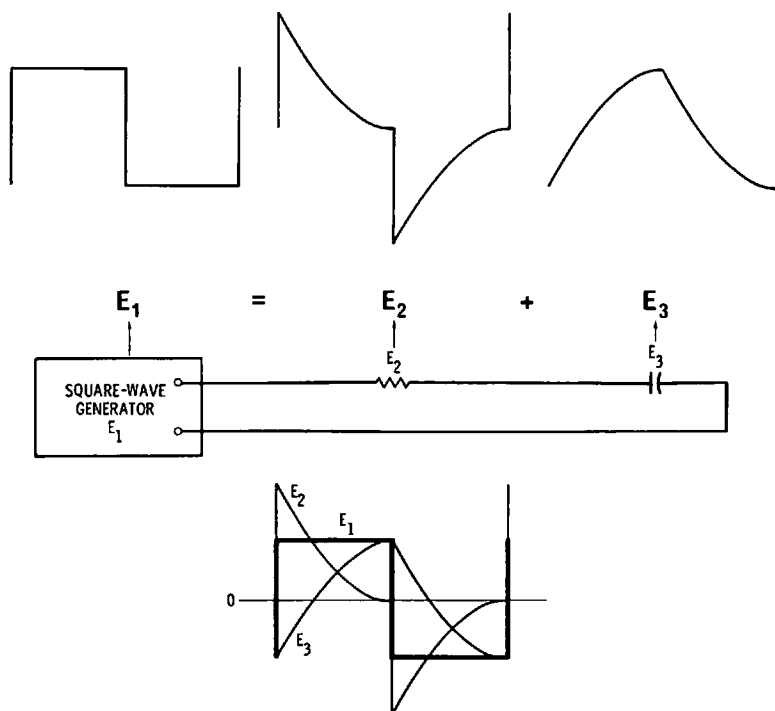 E₁ = E₂ + E₃
E₂
E₃
SQUARE-WAVE
GENERATOR
E₁
E₂
E₁
0
E₃